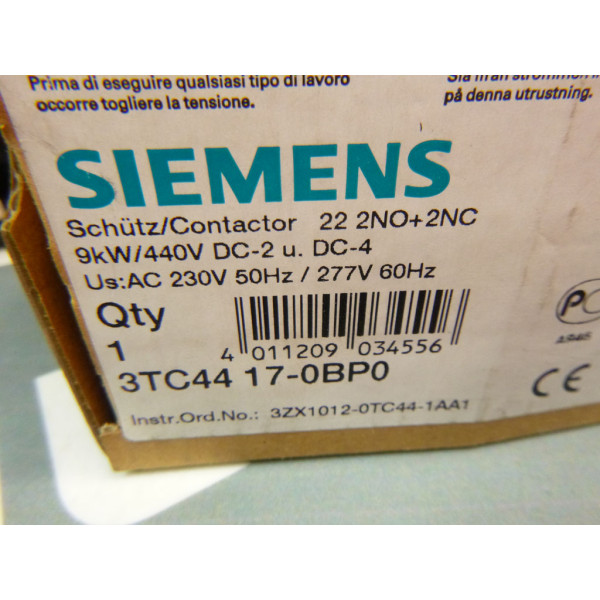 Prima di eseguire qualsiasi tipo di lavoro
occorre togliere la tensione.
på denna utrustning.
SIEMENS
Schütz/Contactor 22 2NO+2NC
9kW/440V DC-2 u. DC-4
Us:AC 230V 50Hz / 277V 60Hz
Qty
1
4 011209 034556
3TC44 17-0BP0
Instr.Ord.No.: 3ZX1012-0TC44-1AA1
PC
CE